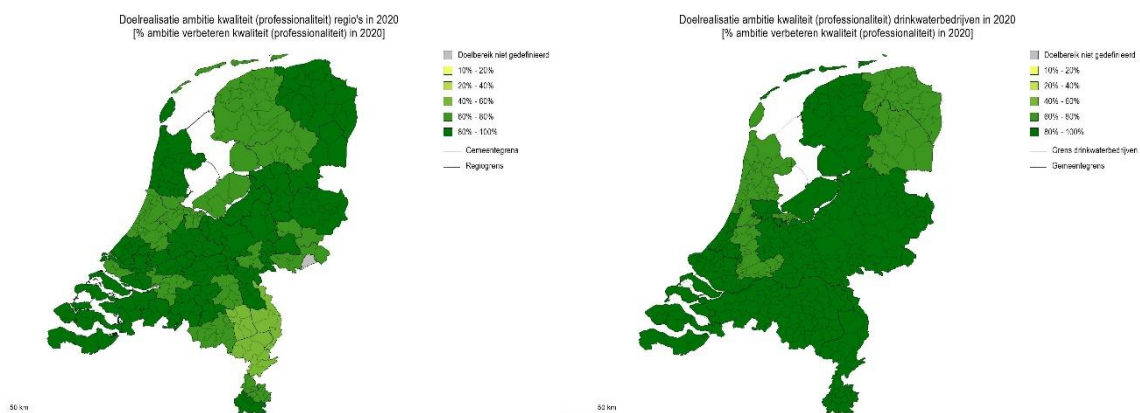 Doelrealisatie ambitie kwaliteit (professionaliteit) regio's in 2020
[% ambitie verbeteren kwaliteit (professionaliteit) in 2020]
Doelbereik niet gedefinieerd
10% - 20%
20% - 40%
40% - 60%
60% - 80%
80% - 100%
Gemeentegrens
Regiogrens
50 km
Doelrealisatie ambitie kwaliteit (professionaliteit) drinkwaterbedrijven in 2020
[% ambitie verbeteren kwaliteit (professionaliteit) in 2020]
Doelbereik niet gedefinieerd
10% - 20%
20% - 40%
40% - 60%
60% - 80%
80% - 100%
Grens drinkwaterbedrijven
Gemeentegrens
50 km